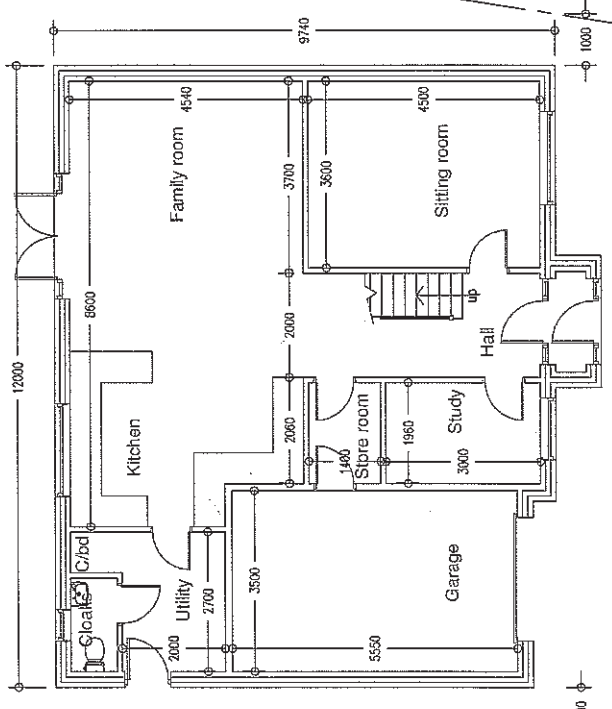 12000
9740
1000
8600
4540
Family room
3700
2000
2060
Kitchen
C/bd
Cloaks
Utility
2700
2000
3500
5550
Garage
1400
Store room
1960
Study
3000
Hall
up
3600
4500
Sitting room
00